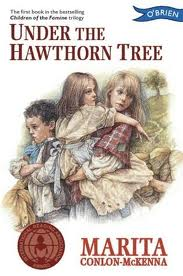 The first book in the bestselling
Children of the Famine trilogy
O'BRIEN
UNDER THE
HAWTHORN TREE
MARITA
CONLON-MCKENNA